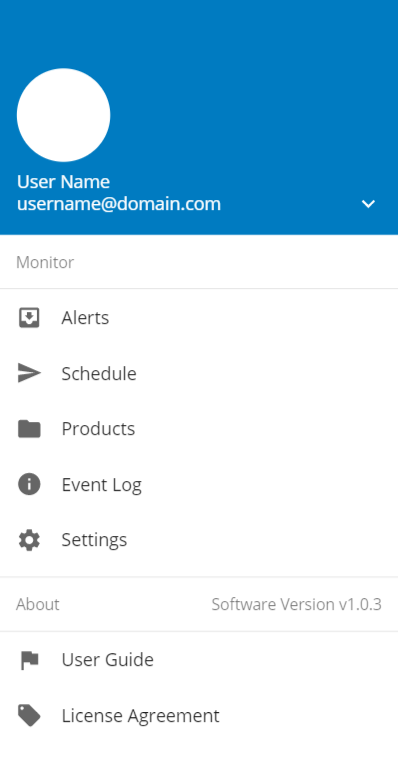 User Name
username@domain.com
Monitor
Alerts
Schedule
Products
Event Log
Settings
About Software Version v1.0.3
User Guide
License Agreement